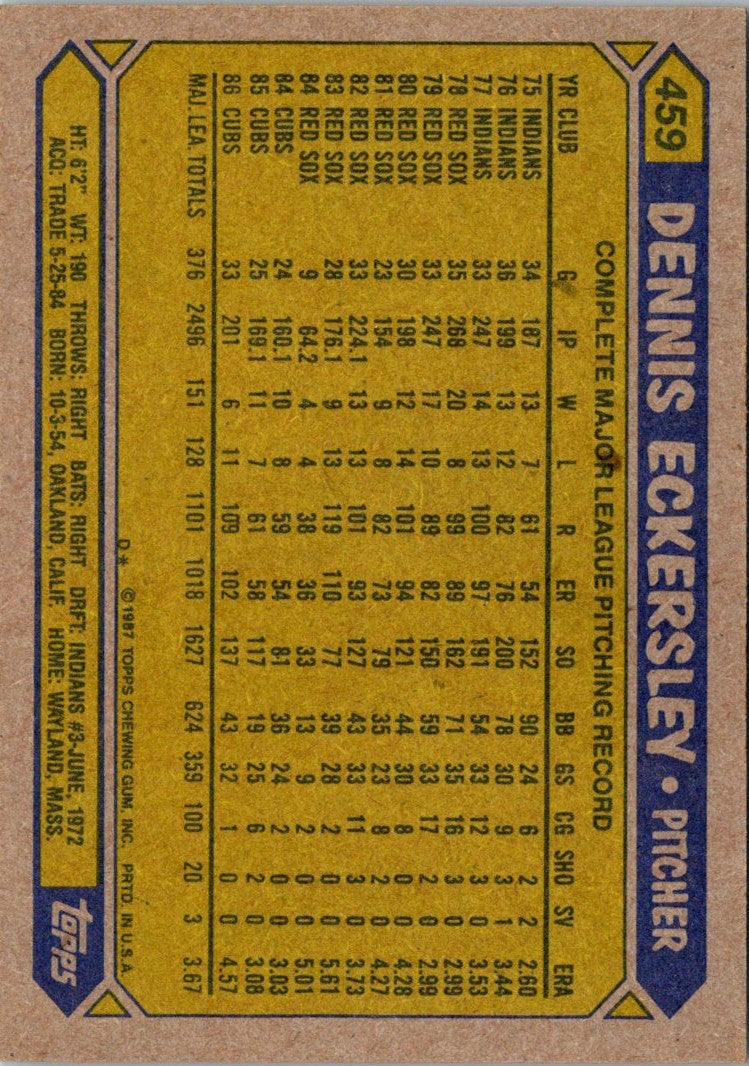 459 DENNIS ECKERSLEY • PITCHER
COMPLETE MAJOR LEAGUE PITCHING RECORD
YR CLUB G IP W L R ER SO BB GS CG SHO SV ERA
75 INDIANS 34 187 13 7 61 54 152 90 24 6 2 2 2.60
76 INDIANS 36 199 13 12 82 76 200 78 30 9 3 1 3.44
77 INDIANS 33 247 14 13 100 97 191 54 33 12 3 0 3.53
78 RED SOX 35 268 20 8 99 89 162 71 35 16 3 0 2.99
79 RED SOX 33 247 17 10 89 82 150 59 33 17 2 0 2.99
80 RED SOX 30 198 12 14 101 94 121 44 30 8 0 0 4.28
81 RED SOX 23 154 9 8 82 73 79 35 23 8 2 0 4.27
82 RED SOX 33 224.1 13 13 101 93 127 43 33 11 3 0 3.73
83 RED SOX 28 176.1 9 13 119 110 77 39 28 2 0 0 5.61
84 RED SOX 9 64.2 4 4 38 36 33 13 9 2 0 0 5.01
84 CUBS 24 160.1 10 8 59 54 81 36 24 2 0 0 3.03
85 CUBS 25 169.1 11 7 61 58 117 19 25 6 2 0 3.08
86 CUBS 33 201 6 11 109 102 137 43 32 1 0 0 4.57
MAJ. LEA. TOTALS 376 2496 151 128 1101 1018 1627 624 359 100 20 3 3.67
D* ©1987 TOPPS CHEWING GUM, INC. PRTD. IN U.S.A
HT: 6'2" WT: 190 THROWS: RIGHT BATS: RIGHT DRFT: INDIANS #3-JUNE, 1972
ACQ: TRADE 5-25-84 BORN: 10-3-54, OAKLAND, CALIF. HOME: WAYLAND, MASS.
topps